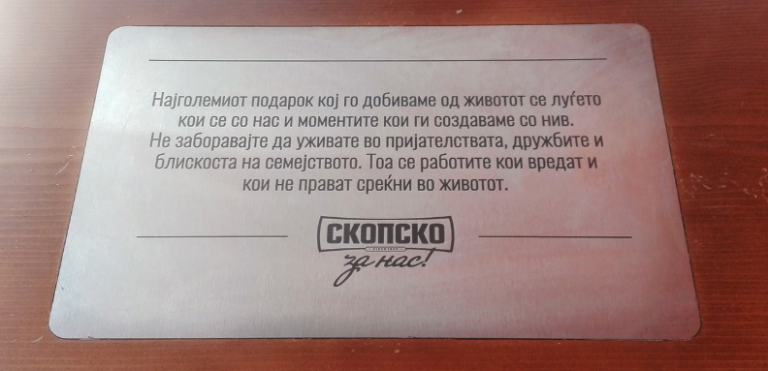 Најголемиот подарок кој го добиваме од животот се луѓето
кои се со нас и моментите кои ги создаваме со нив.
Не заборавајте да уживате во пријателствата, дружбите и
блискоста на семејството. Тоа се работите кои вредат и
кои не прават среќни во животот.
СКОПСКО
за нас!